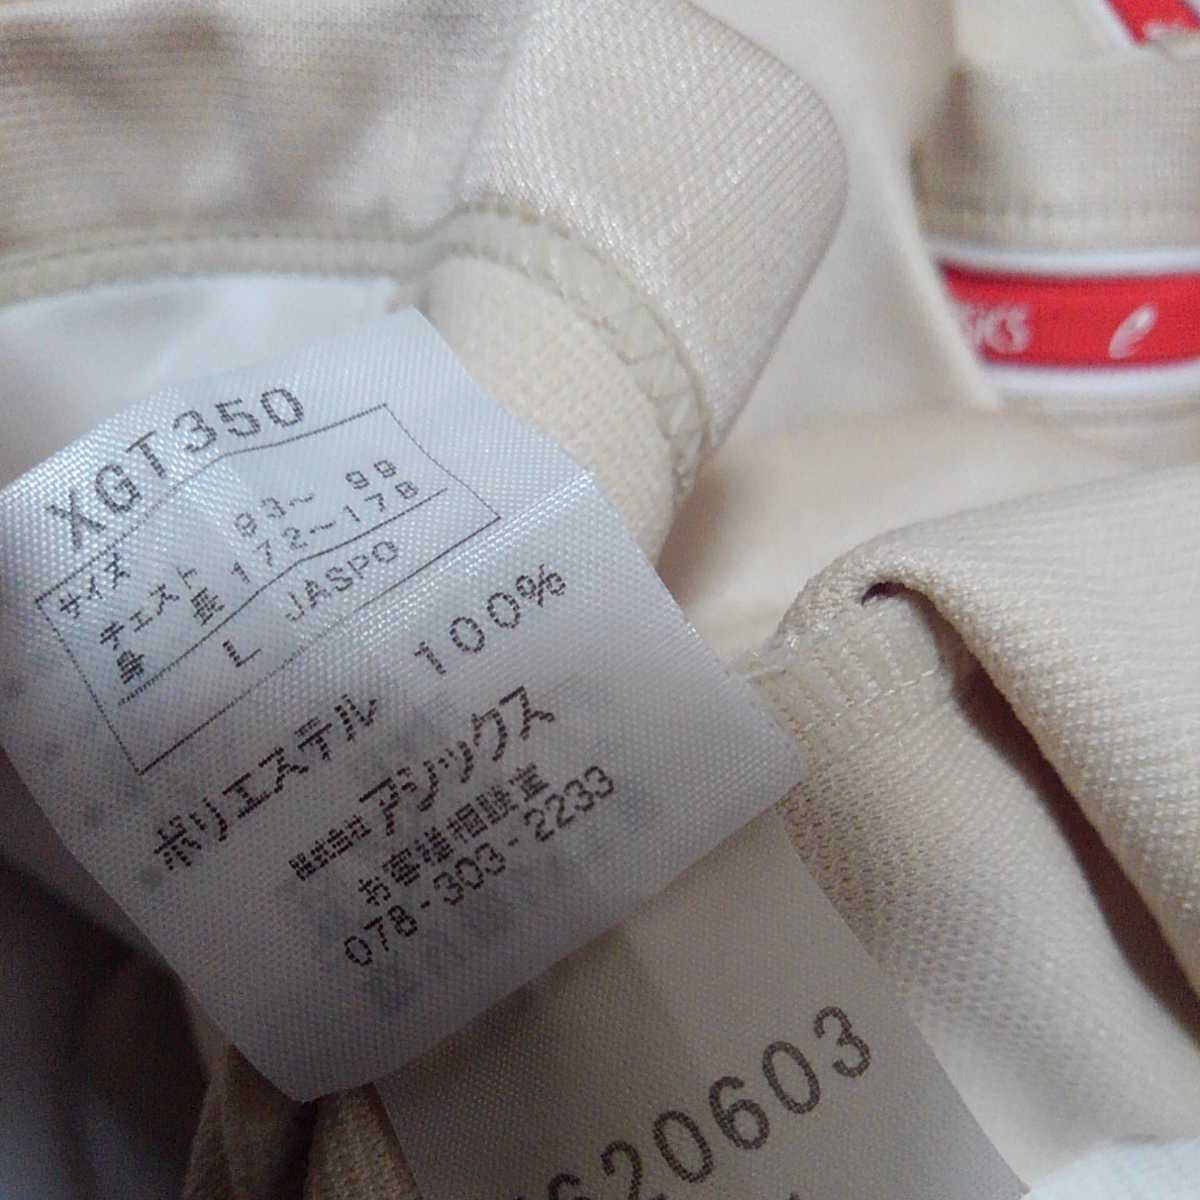 XGT350
サイズ
チェスト 93～ 99
身 長 172～178
L JASPO
ポリエステル 100%
株式会社 アシックス
お客様相談室
078-303-2233
620603
e